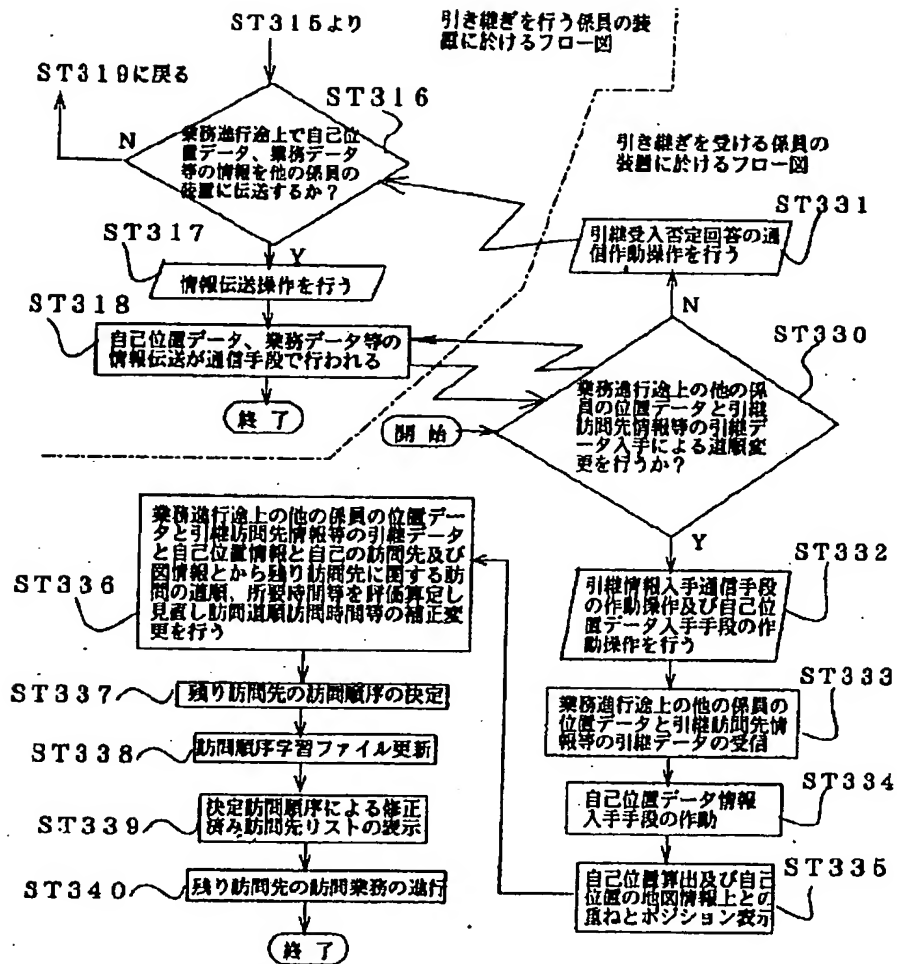 ST315より
引き継ぎを行う係員の装
置に於けるフロー図
ST319に戻る
ST316
N
業務進行途上で自己位
置データ、業務データ
等の情報を他の係員の
装置に伝送するか?
引き継ぎを受ける係員の
装置に於けるフロー図
ST331
引継受入否定回答の通
信作動操作を行う
ST317
Y
情報伝送操作を行う
N
ST318
ST330
自己位置データ、業務データ等の
情報伝送が通信手段で行われる
終了
開始
業務進行途上の他の係
員の位置データと引継
訪問先情報等の引継デ
ータ入手による道順変
更を行うか?
Y
ST332
引継情報入手通信手段
の作動操作及び自己位
置データ入手手段の作
動操作を行う
ST333
業務進行途上の他の係員の
位置データと引継訪問先情
報等の引継データの受信
ST334
自己位置データ情報
入手手段の作動
ST335
自己位置算出及び自己
位置の地図情報上との
重ねとポジション表示
ST336
業務進行途上の他の係員の位置デー
タと引継訪問先情報等の引継データ
と自己位置情報と自己の訪問先及び
図情報とから残り訪問先に関する訪
問の道順、所要時間等を評価算定し
見直し訪問道順訪問時間等の補正変
更を行う
ST337
残り訪問先の訪問順序の決定
ST338
訪問順序学習ファイル更新
ST339
決定訪問順序による修正
済み訪問先リストの表示
ST340
残り訪問先の訪問業務の進行
終了